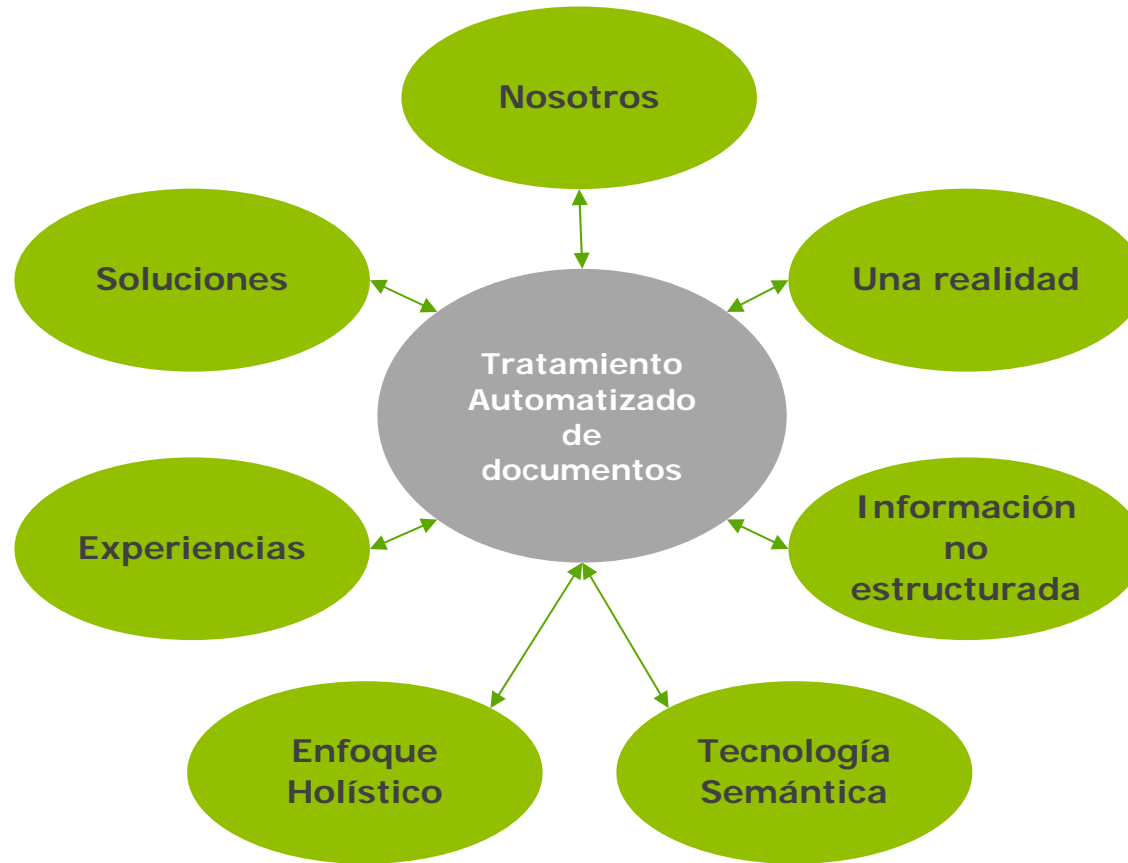 Nosotros
Soluciones
Una realidad
Tratamiento
Automatizado
de
documentos
Experiencias
Información
no
estructurada
Enfoque
Holístico
Tecnología
Semántica